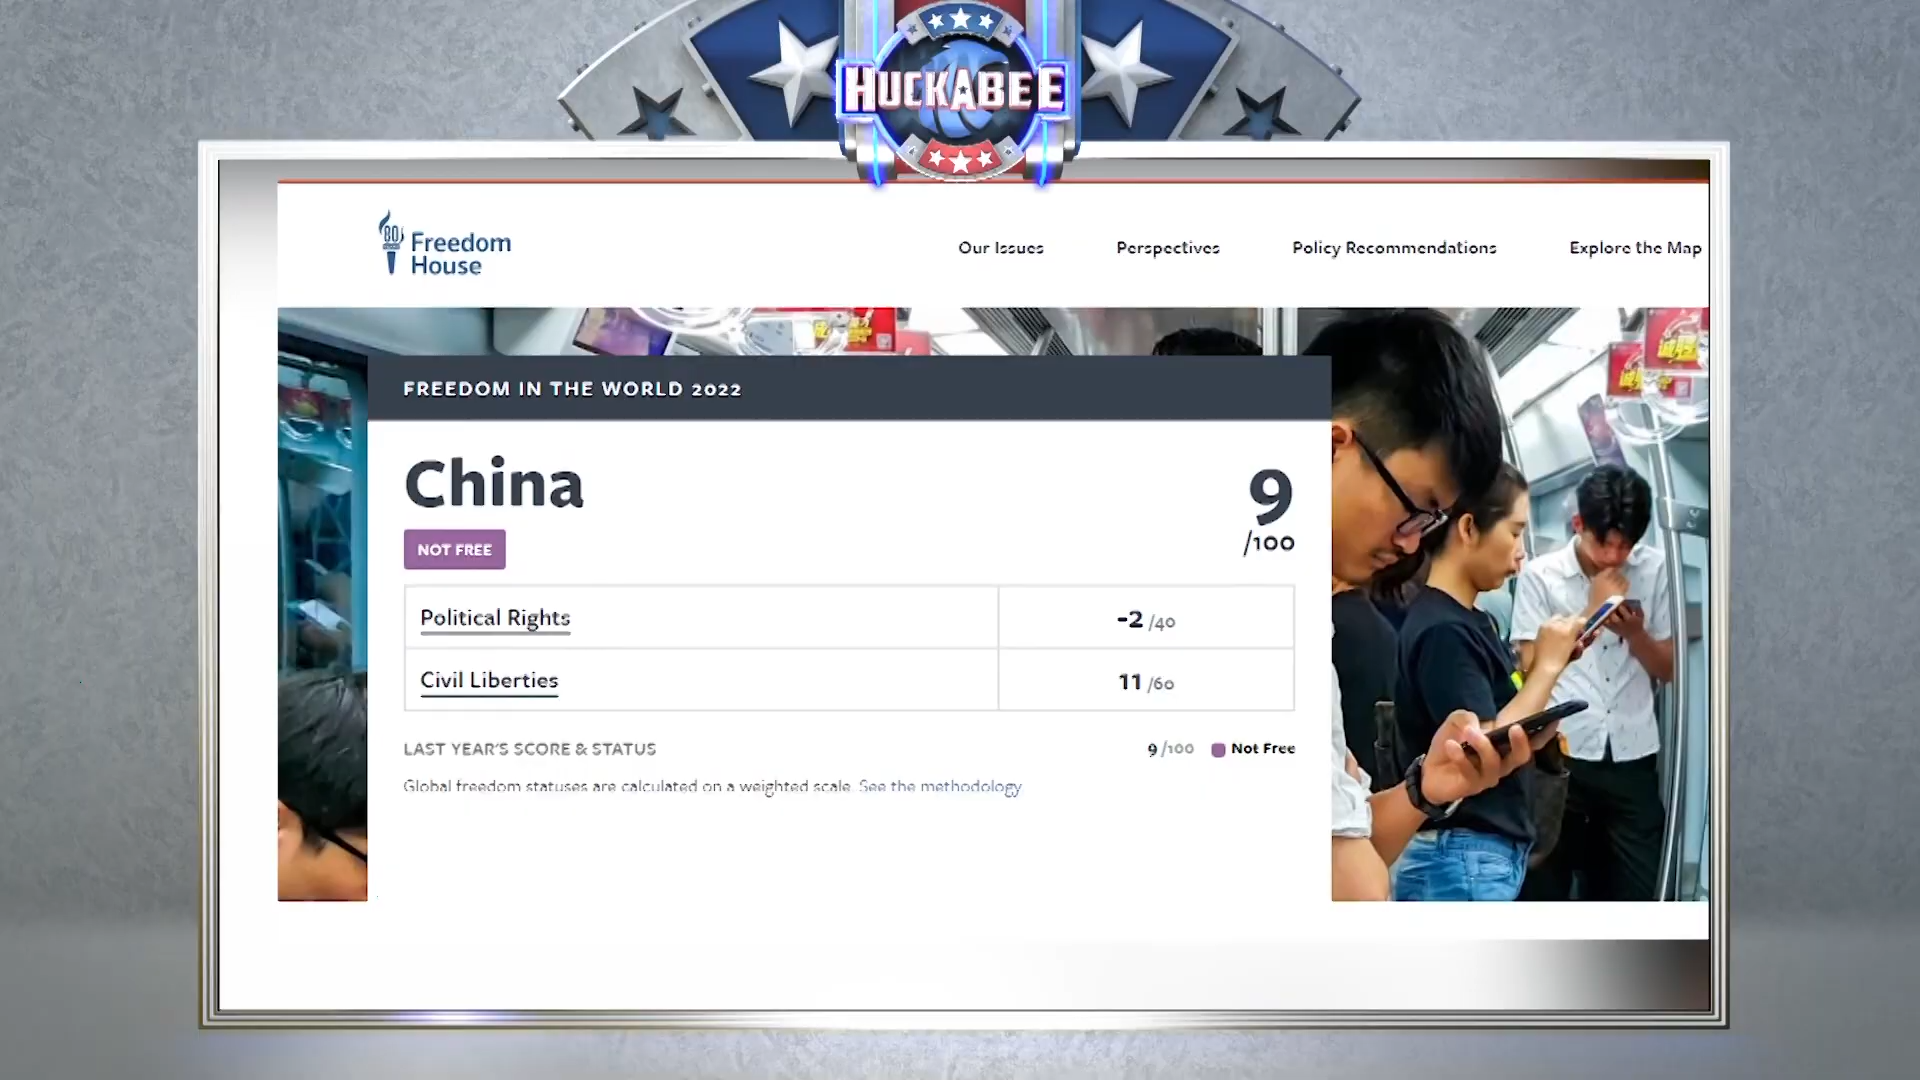 HUCKABEE
80
Freedom
House
Our Issues
Perspectives
Policy Recommendations
Explore the Map
FREEDOM IN THE WORLD 2022
China
9
/100
NOT FREE
Political Rights
-2 /40
Civil Liberties
11 /60
LAST YEAR'S SCORE & STATUS
9 /100 Not Free
Global freedom statuses are calculated on a weighted scale. See the methodology